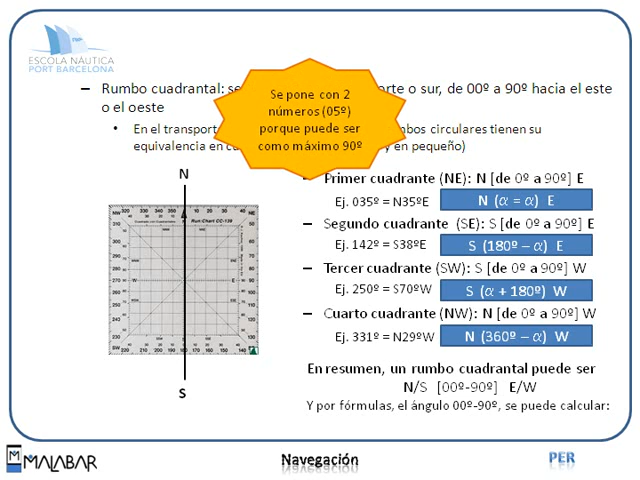 ESCOLA NÁUTICA
PORT BARCELONA
– Rumbo cuadrantal: se orte o sur, de 00º a 90º hacia el este
o el oeste
• En el transport mbos circulares tienen su
equivalencia en cu y en pequeño)
Se pone con 2
números (05º)
porque puede ser
como máximo 90º
N
S
– Primer cuadrante (NE): N [de 0º a 90º] E
Ej. 035º = N35ºE
N (α = α) E
– Segundo cuadrante (SE): S [de 0º a 90º] E
Ej. 142º = S38ºE
S (180º – α) E
– Tercer cuadrante (SW): S [de 0º a 90º] W
Ej. 250º = S70ºW
S (α + 180º) W
– Cuarto cuadrante (NW): N [de 0º a 90º] W
Ej. 331º = N29ºW
N (360º – α) W
En resumen, un rumbo cuadrantal puede ser
N/S [00º-90º] E/W
Y por fórmulas, el ángulo 00º-90º, se puede calcular:
MALABAR
Navegación
PER